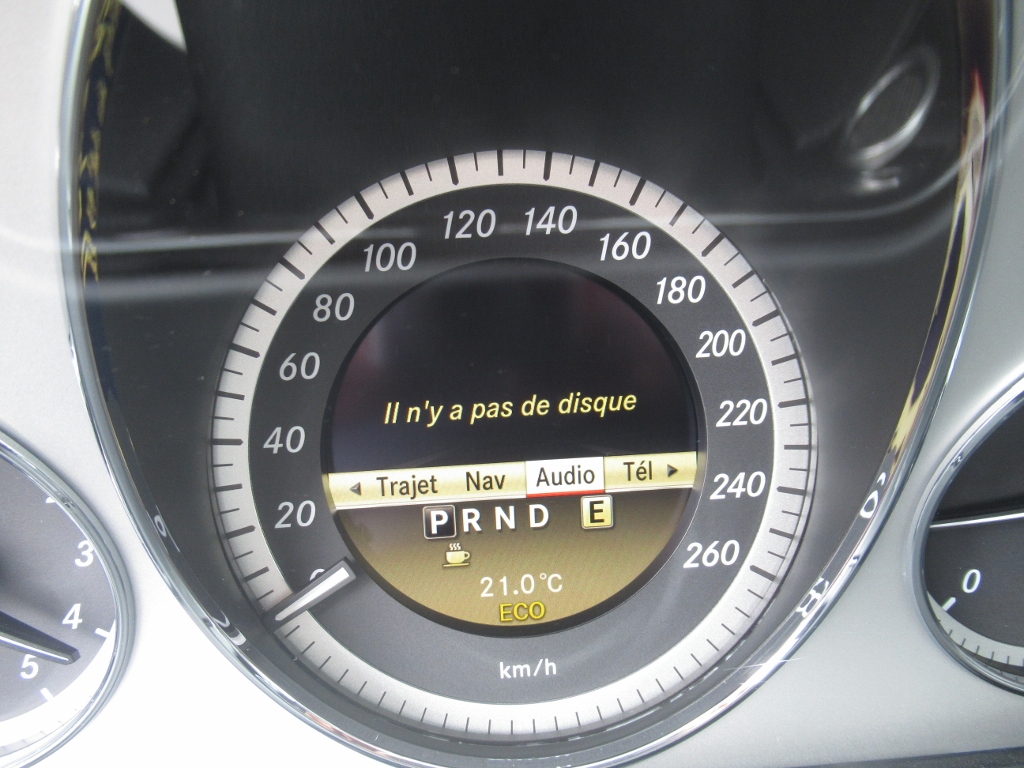 120 140
100 160
80 180
60 200
40 220
20 240
0 260
Il n'y a pas de disque
Trajet Nav Audio Tél
P R N D E
21.0°C
ECO
km/h
3
4
5
0